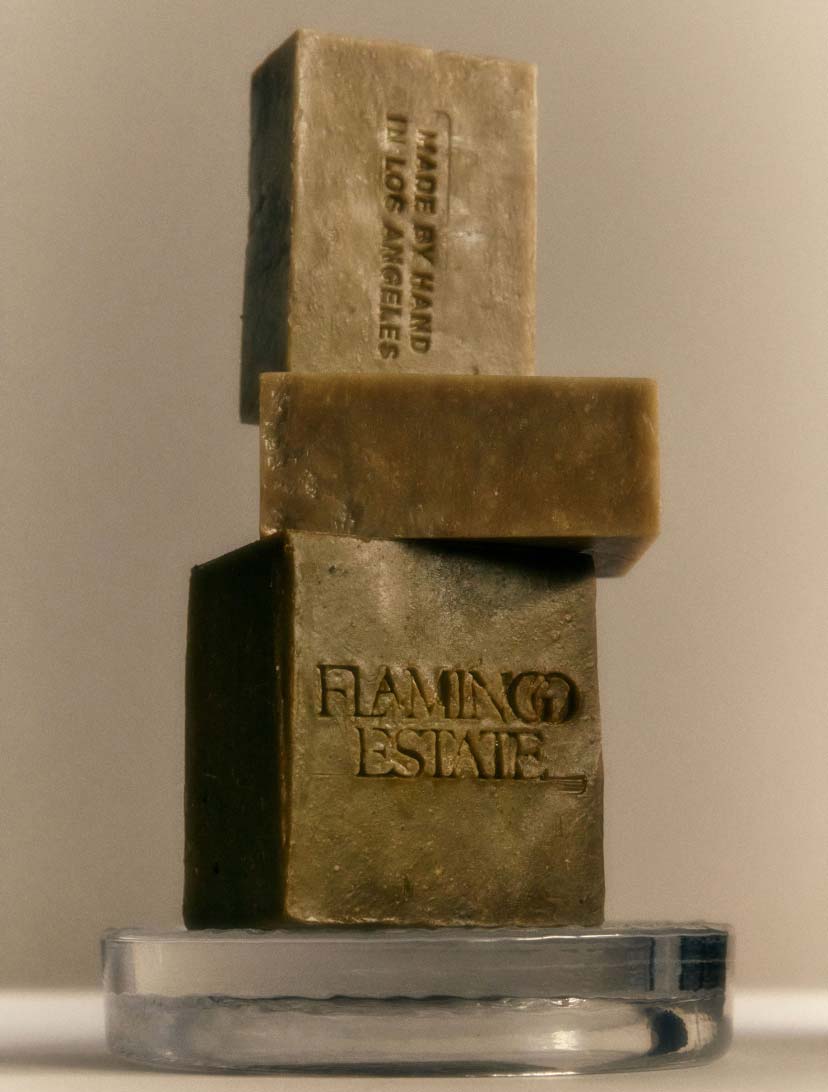 MADE BY HAND
IN LOS ANGELES
FLAMINGO
ESTATE